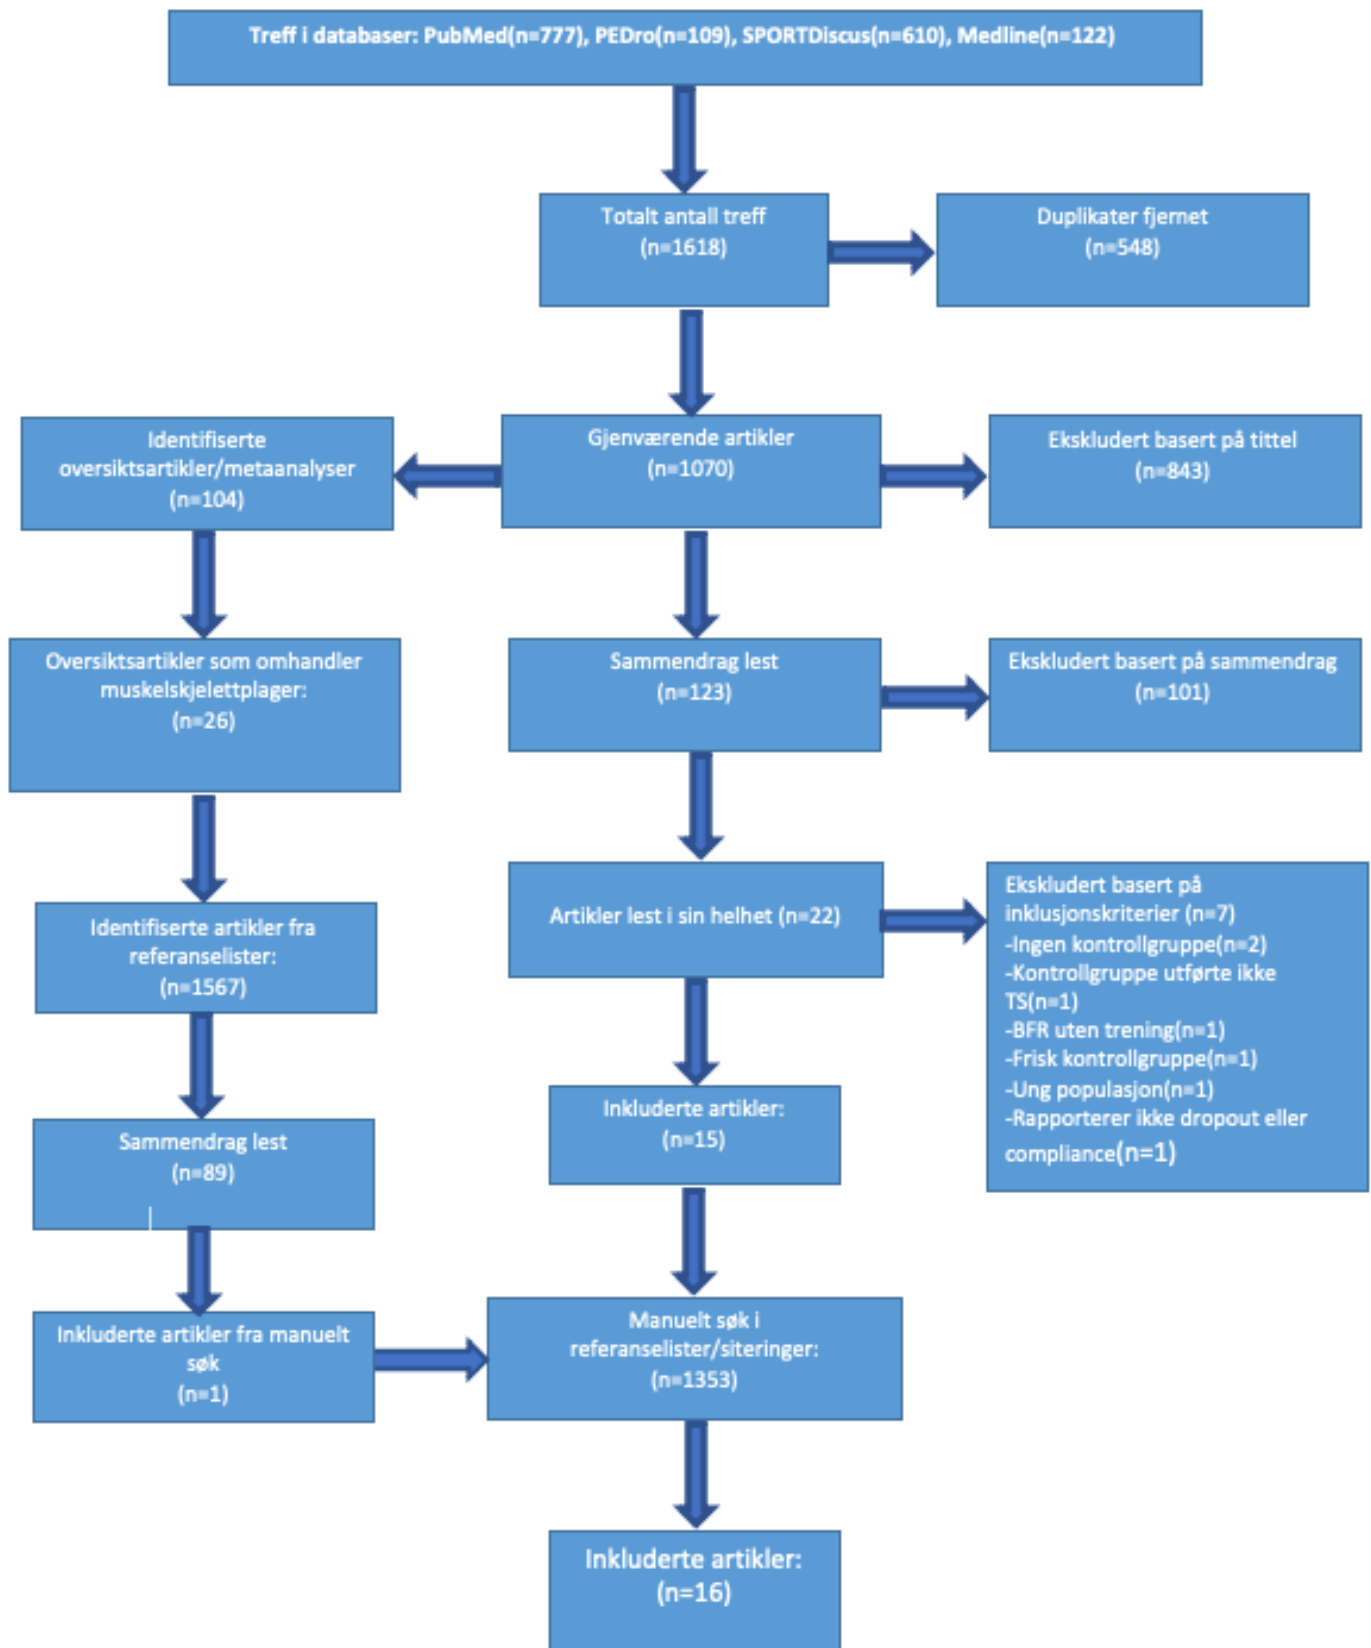 Treff i databaser: PubMed(n=777), PEDro(n=109), SPORTDiscus(n=610), Medline(n=122)
Totalt antall treff
(n=1618)
Duplikater fjernet
(n=548)
Identifiserte
oversiktsartikler/metaanalyser
(n=104)
Gjenværende artikler
(n=1070)
Ekskludert basert på tittel
(n=843)
Oversiktsartikler som omhandler
muskelskjelettplager:
(n=26)
Sammendrag lest
(n=123)
Ekskludert basert på sammendrag
(n=101)
Identifiserte artikler fra
referanselister:
(n=1567)
Artikler lest i sin helhet (n=22)
Ekskludert basert på
inklusjonskriterier (n=7)
-Ingen kontrollgruppe(n=2)
-Kontrollgruppe utførte ikke
TS(n=1)
-BFR uten trening(n=1)
-Frisk kontrollgruppe(n=1)
-Ung populasjon(n=1)
-Rapporterer ikke dropout eller
compliance(n=1)
Sammendrag lest
(n=89)
Inkluderte artikler:
(n=15)
Inkluderte artikler fra manuelt
søk
(n=1)
Manuelt søk i
referanselister/siteringer:
(n=1353)
Inkluderte artikler:
(n=16)